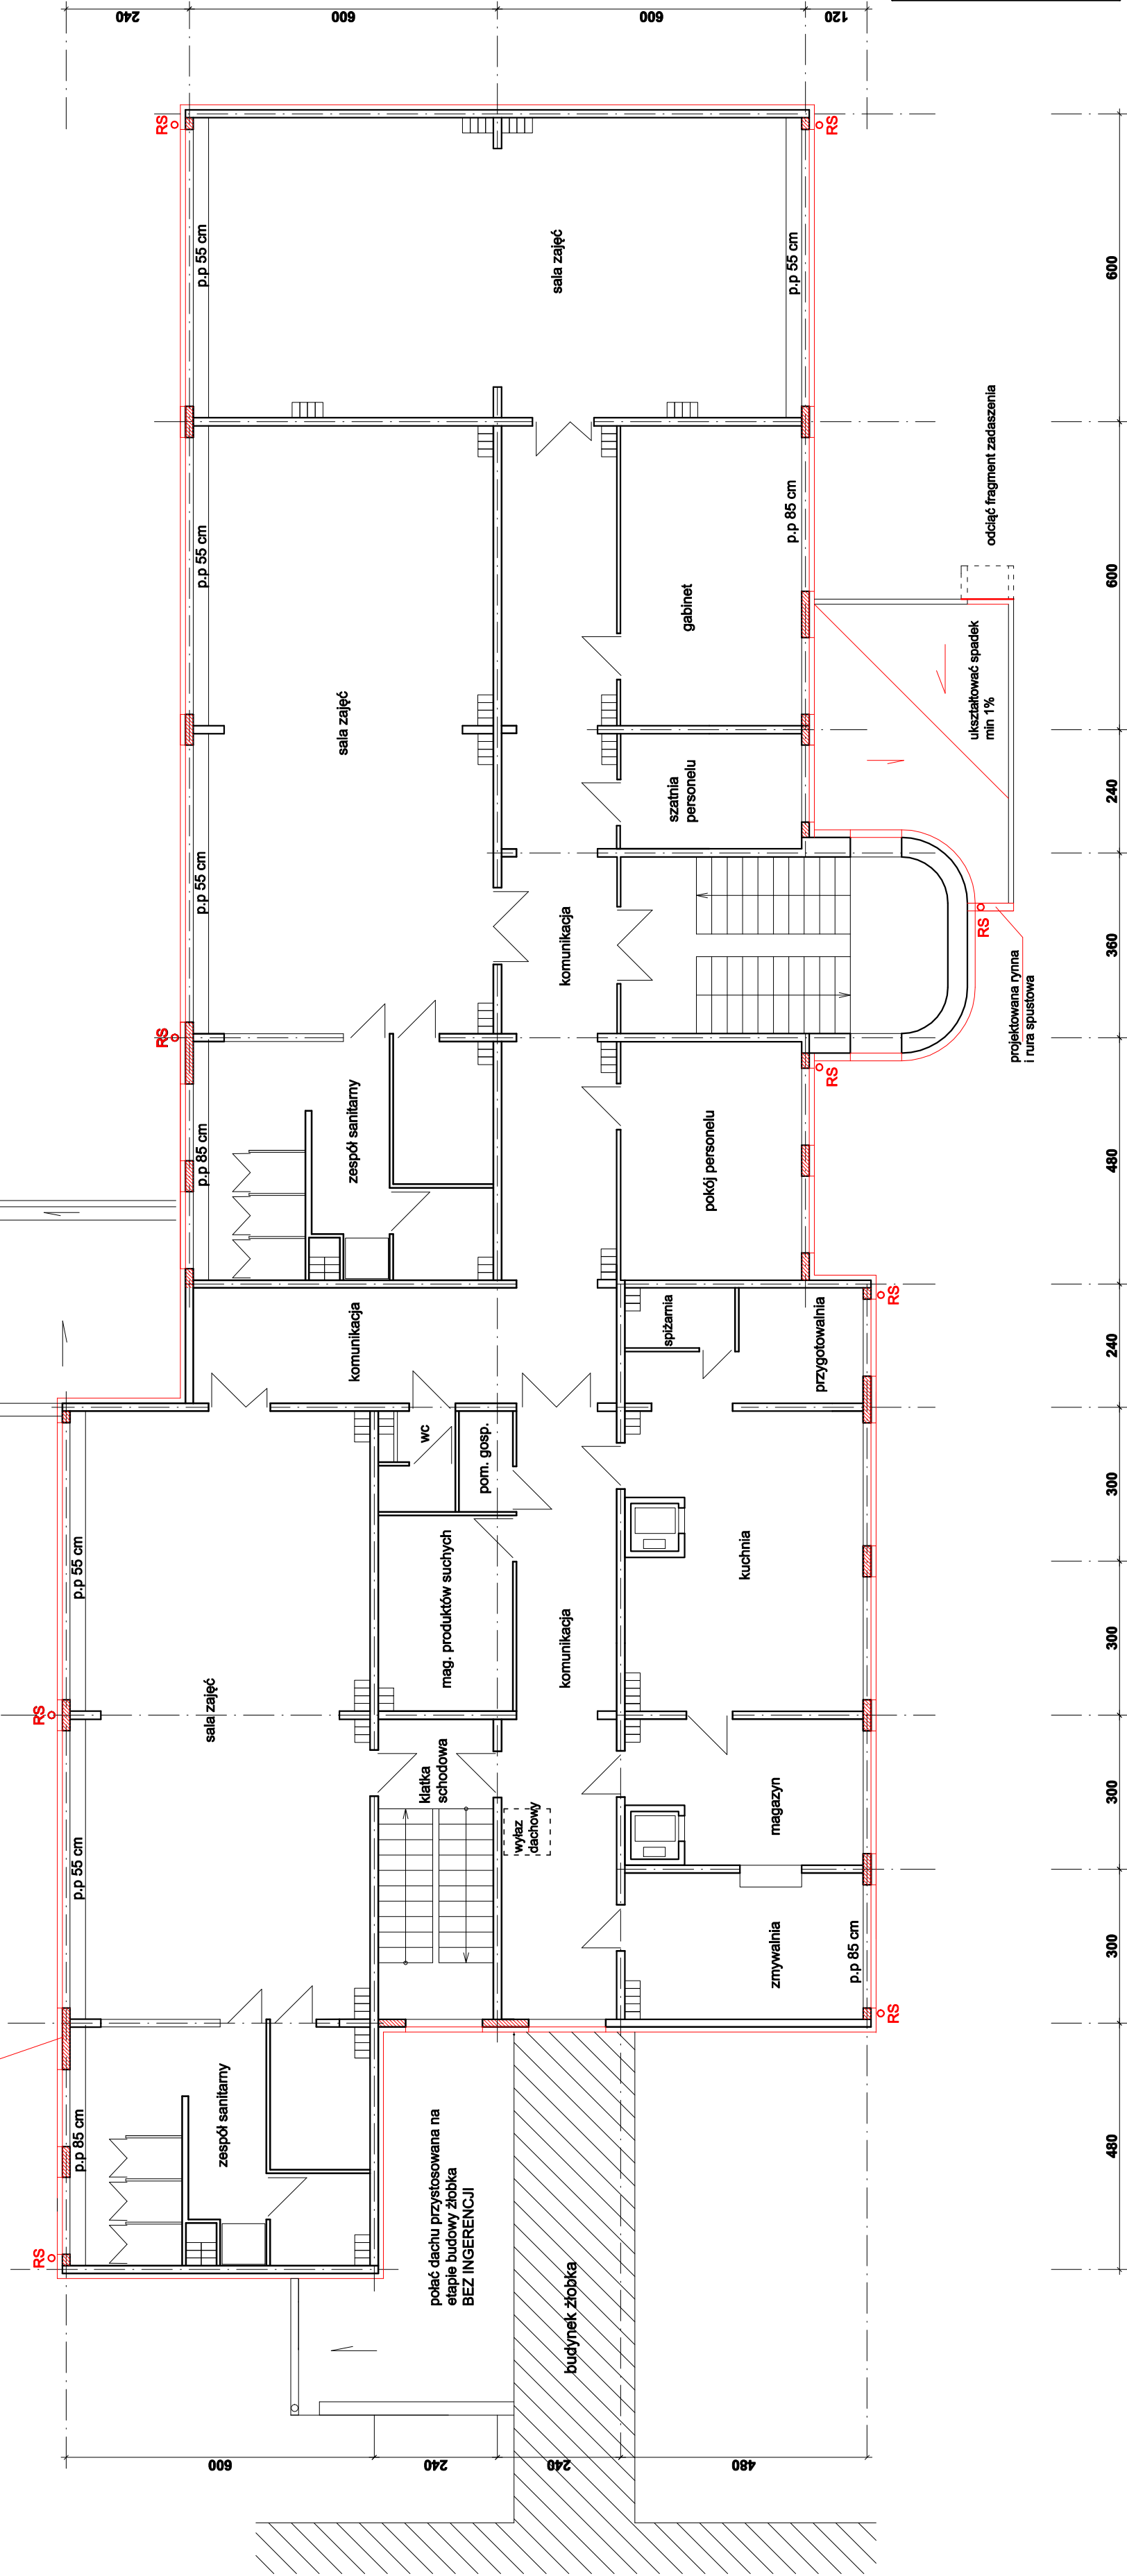 240
600
600
120
RS
RS
p.p 55 cm
sala zajęć
p.p 55 cm
600
odciąć fragment zadaszenia
p.p 55 cm
p.p 85 cm
gabinet
600
ukształtować spadek
min 1%
sala zajęć
szatnia
personelu
240
p.p 55 cm
komunikacja
360
RS
projektowana rynna
i rura spustowa
RS
RS
p.p 85 cm
zespół sanitarny
pokój personelu
480
RS
komunikacja
spiżarnia
przygotowalnia
240
wc
pom. gosp.
300
p.p 55 cm
mag. produktów suchych
kuchnia
komunikacja
300
RS
sala zajęć
klatka
schodowa
wyłaz
dachowy
magazyn
300
p.p 55 cm
zmywalnia
p.p 85 cm
300
RS
p.p 85 cm
zespół sanitarny
480
RS
połać dachu przystosowana na
etapie budowy żłobka
BEZ INGERENCJI
budynek żłobka
600
240
240
480